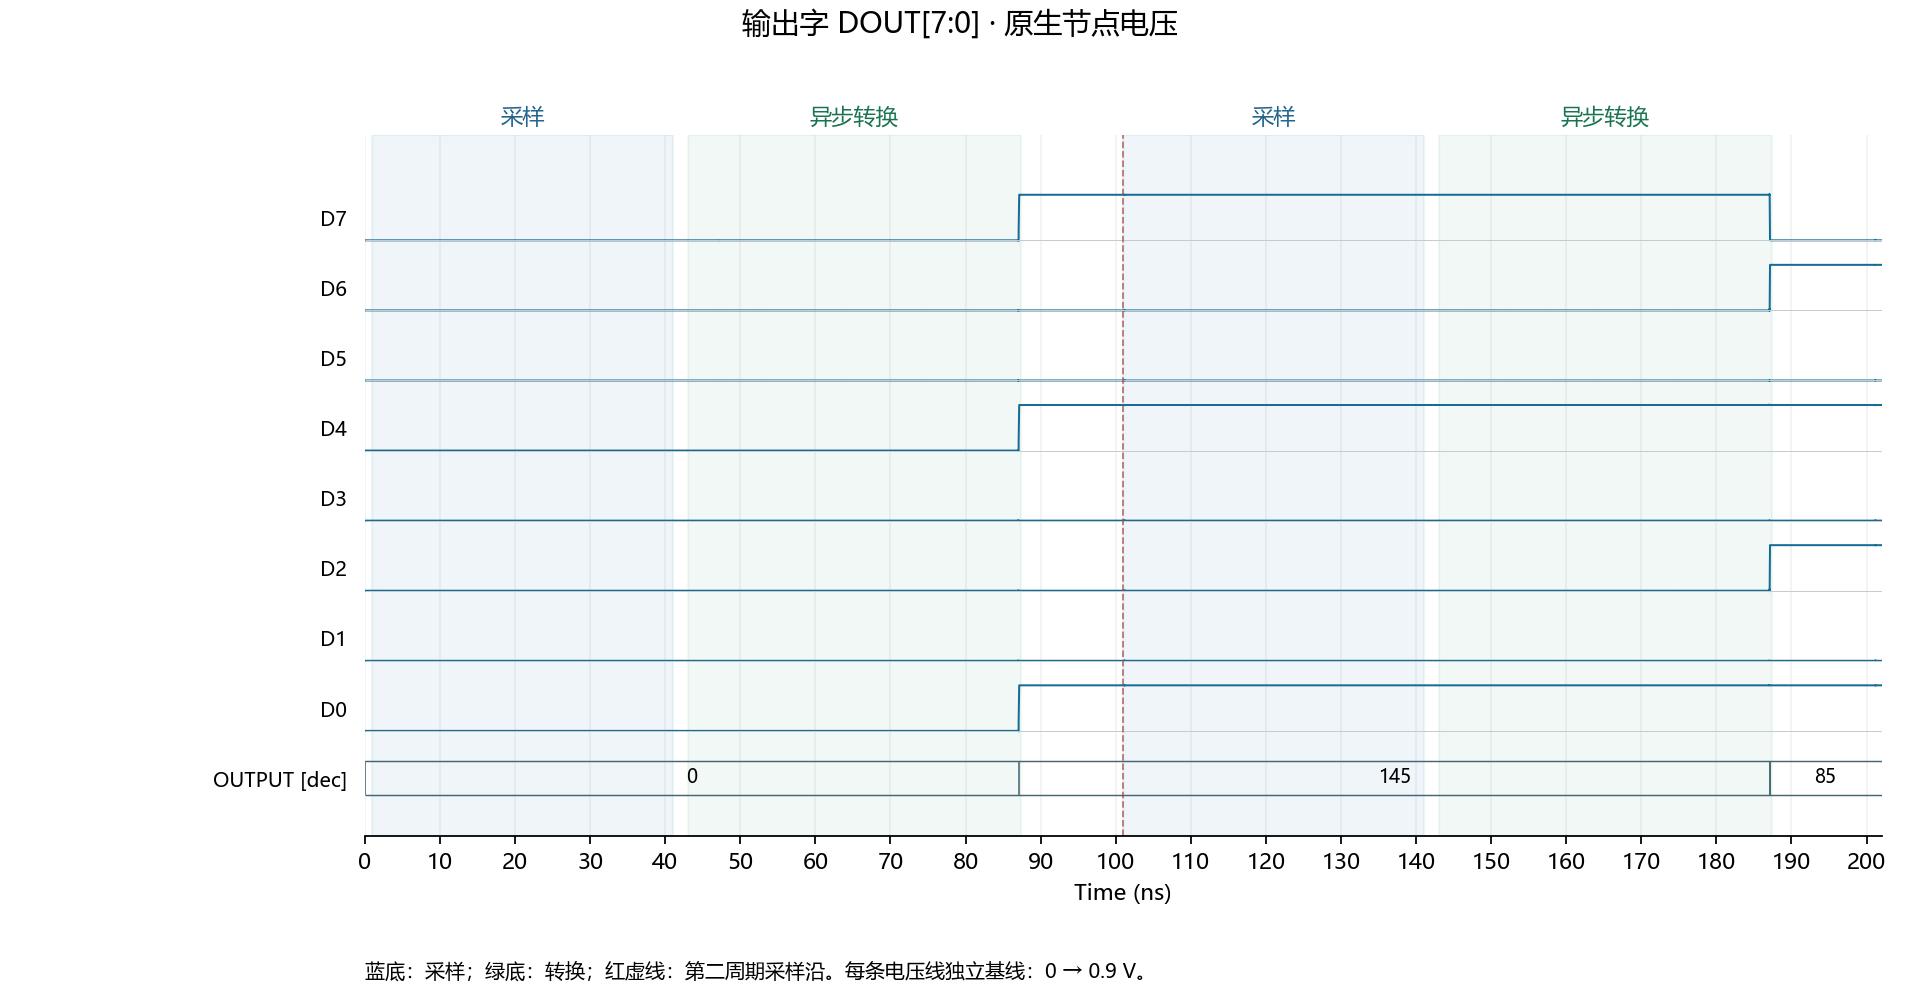 输出字 DOUT[7:0] · 原生节点电压
采样 异步转换 采样 异步转换
D7
D6
D5
D4
D3
D2
D1
D0
OUTPUT [dec] 0 145 85
0 10 20 30 40 50 60 70 80 90 100 110 120 130 140 150 160 170 180 190 200
Time (ns)
蓝底：采样；绿底：转换；红虚线：第二周期采样沿。每条电压线独立基线：0 → 0.9 V。